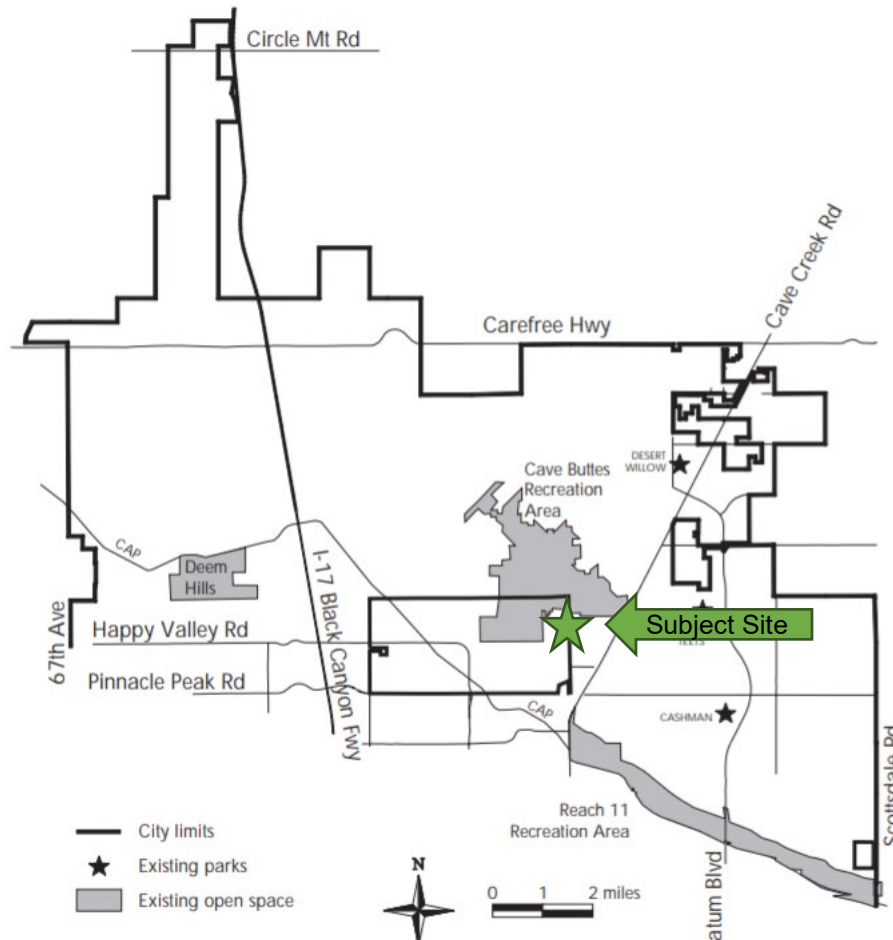 Circle Mt Rd
Cave Creek Rd
Carefree Hwy
DESERT
WILLOW
Cave Buttes
Recreation
Area
CAP
Deem
Hills
I-17 Black Canyon Fwy
67th Ave
Happy Valley Rd
Subject Site
Pinnacle Peak Rd
CASHMAN
CAP
Scottsdale Rd
Reach 11
Recreation Area
City limits
Existing parks
Existing open space
N
0 1 2 miles
atum Blvd